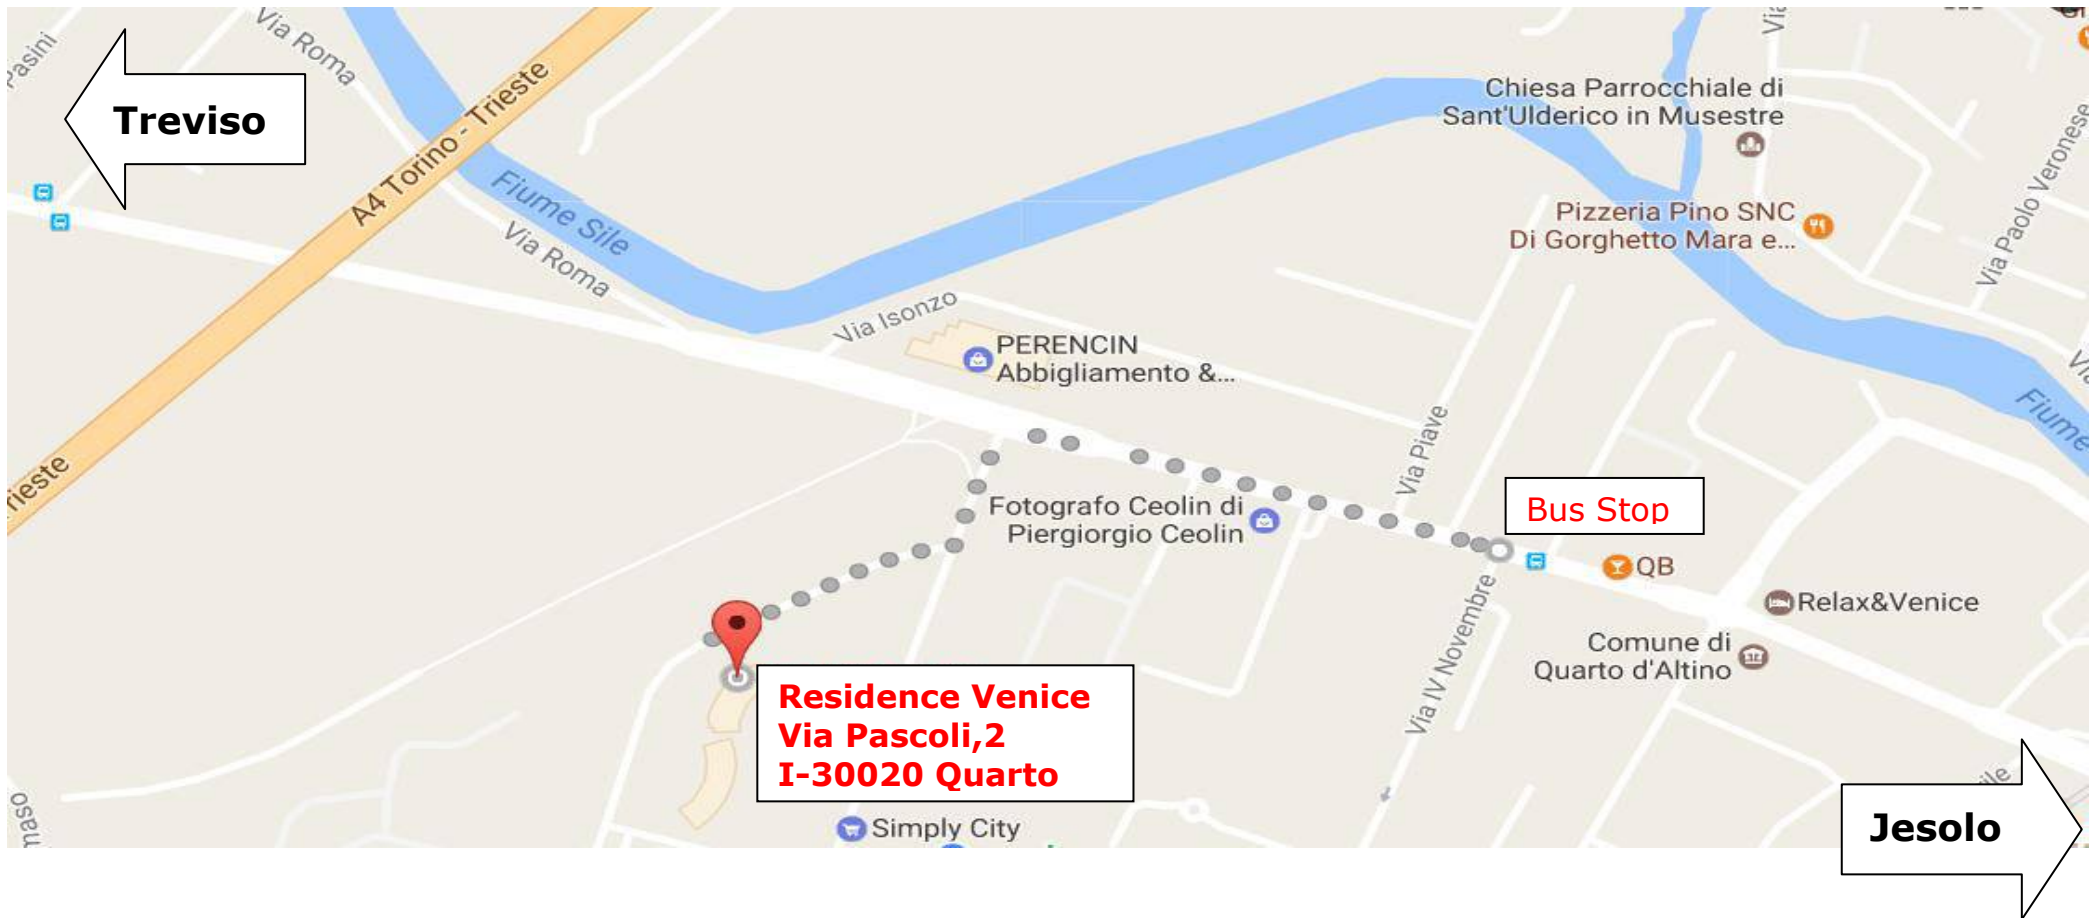 Pasini
Via Roma
Treviso
A4 Torino - Trieste
Fiume Sile
Via Roma
Chiesa Parrocchiale di
Sant'Ulderico in Musestre
Via Paolo Veronese
Pizzeria Pino SNC
Di Gorghetto Mara e...
Via Isonzo
PERENCIN
Abbigliamento &...
Via Piave
Fiume
Fotografo Ceolin di
Piergiorgio Ceolin
Bus Stop
QB
Relax&Venice
Comune di
Quarto d'Altino
Via IV Novembre
Residence Venice
Via Pascoli,2
I-30020 Quarto
Simply City
Jesolo